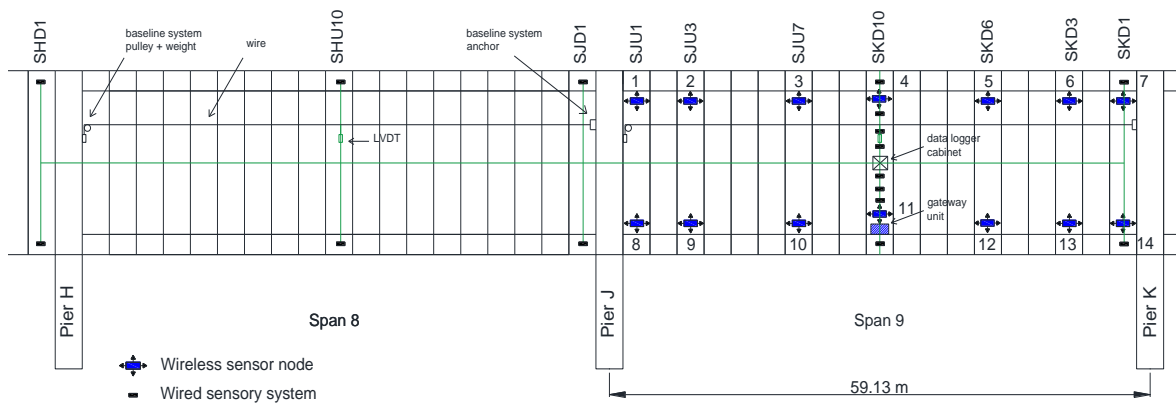 SHD1
SHU10
SJD1
SJU1
SJU3
SJU7
SKD10
SKD6
SKD3
SKD1
baseline system
pulley + weight
wire
baseline system
anchor
1
2
3
4
5
6
7
LVDT
data logger
cabinet
11
gateway
unit
8
9
10
12
13
14
Pier H
Span 8
Pier J
Span 9
Pier K
Wireless sensor node
Wired sensory system
59.13 m